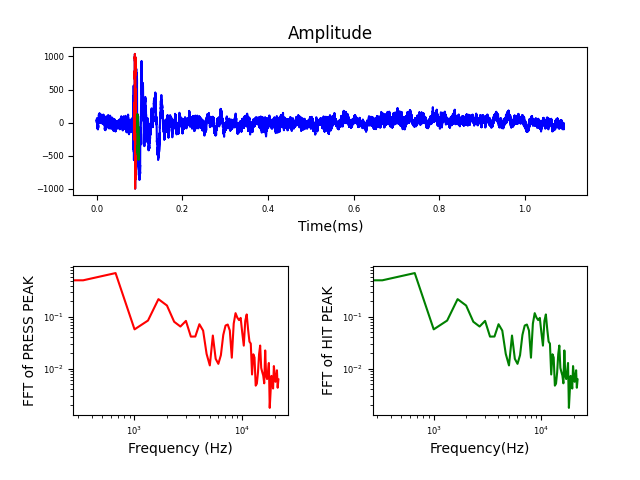 Amplitude
1000
500
0
−500
−1000
0.0 0.2 0.4 0.6 0.8 1.0
Time(ms)
FFT of PRESS PEAK
10⁻¹
10⁻²
10³ 10⁴
Frequency (Hz)
FFT of HIT PEAK
10⁻¹
10⁻²
10³ 10⁴
Frequency(Hz)